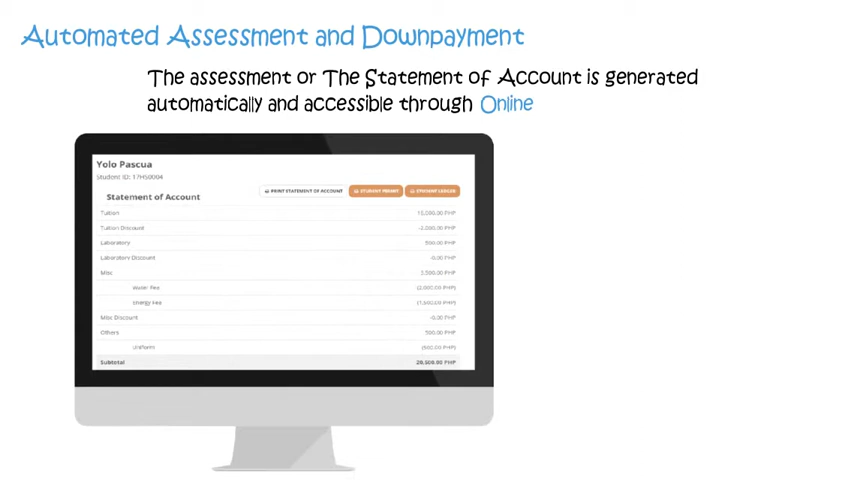 Automated Assessment and Downpayment
The assessment or The Statement of Account is generated
automatically and accessible through Online
Yolo Pascua
Student ID: 17HS0004
PRINT STATEMENT OF ACCOUNT STUDENT PERMIT STUDENT LEDGER
Statement of Account
Tuition 15,000.00 PHP
Tuition Discount -2,000.00 PHP
Laboratory 500.00 PHP
Laboratory Discount -0.00 PHP
Misc 3,500.00 PHP
Water Fee (2,000.00 PHP)
Energy Fee (1,500.00 PHP)
Misc Discount -0.00 PHP
Others 500.00 PHP
Uniform (500.00 PHP)
Subtotal